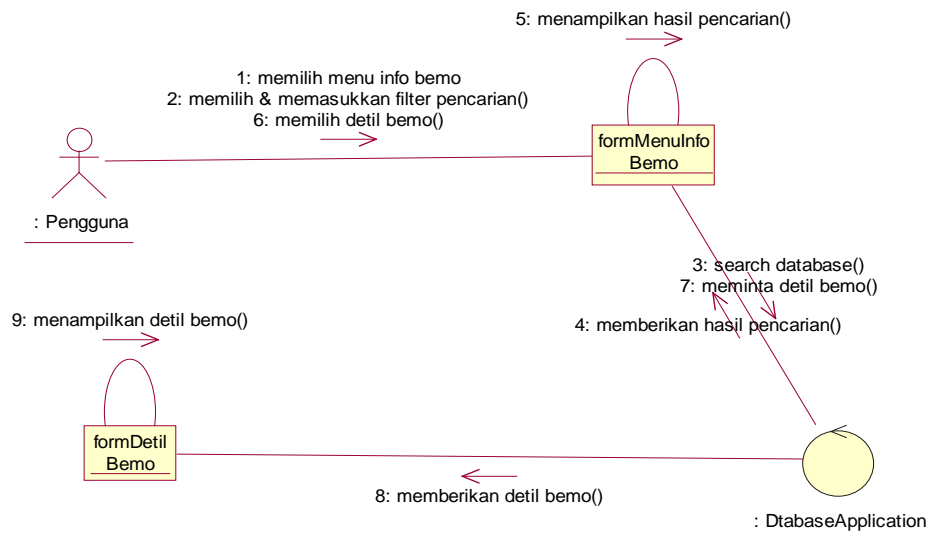 5: menampilkan hasil pencarian()
1: memilih menu info bemo
2: memilih & memasukkan filter pencarian()
6: memilih detil bemo()
formMenuInfo
Bemo
: Pengguna
3: search database()
7: meminta detil bemo()
4: memberikan hasil pencarian()
9: menampilkan detil bemo()
formDetil
Bemo
8: memberikan detil bemo()
: DtabaseApplication